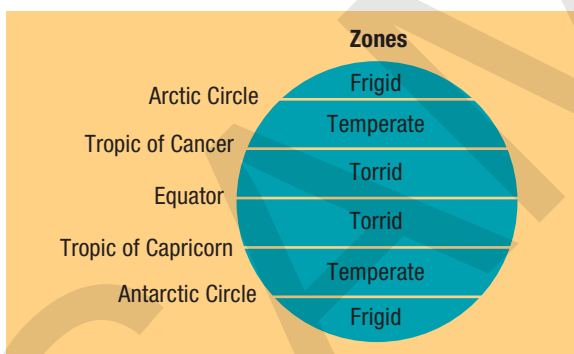 Zones
Frigid
Arctic Circle
Temperate
Tropic of Cancer
Torrid
Equator
Torrid
Tropic of Capricorn
Temperate
Antarctic Circle
Frigid